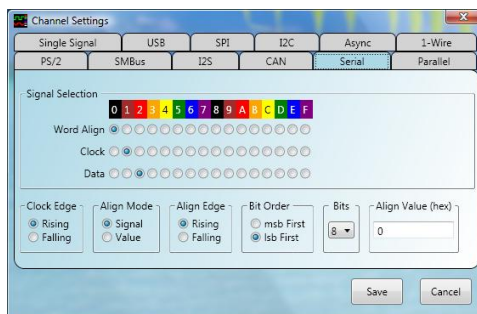 Channel Settings
Single Signal USB SPI I2C Async 1-Wire
PS/2 SMBus I2S CAN Serial Parallel
Signal Selection
0 1 2 3 4 5 6 7 8 9 A B C D E F
Word Align
Clock
Data
Clock Edge Align Mode Align Edge Bit Order Bits Align Value (hex)
Rising Signal Rising msb First 8 0
Falling Value Falling lsb First
Save Cancel